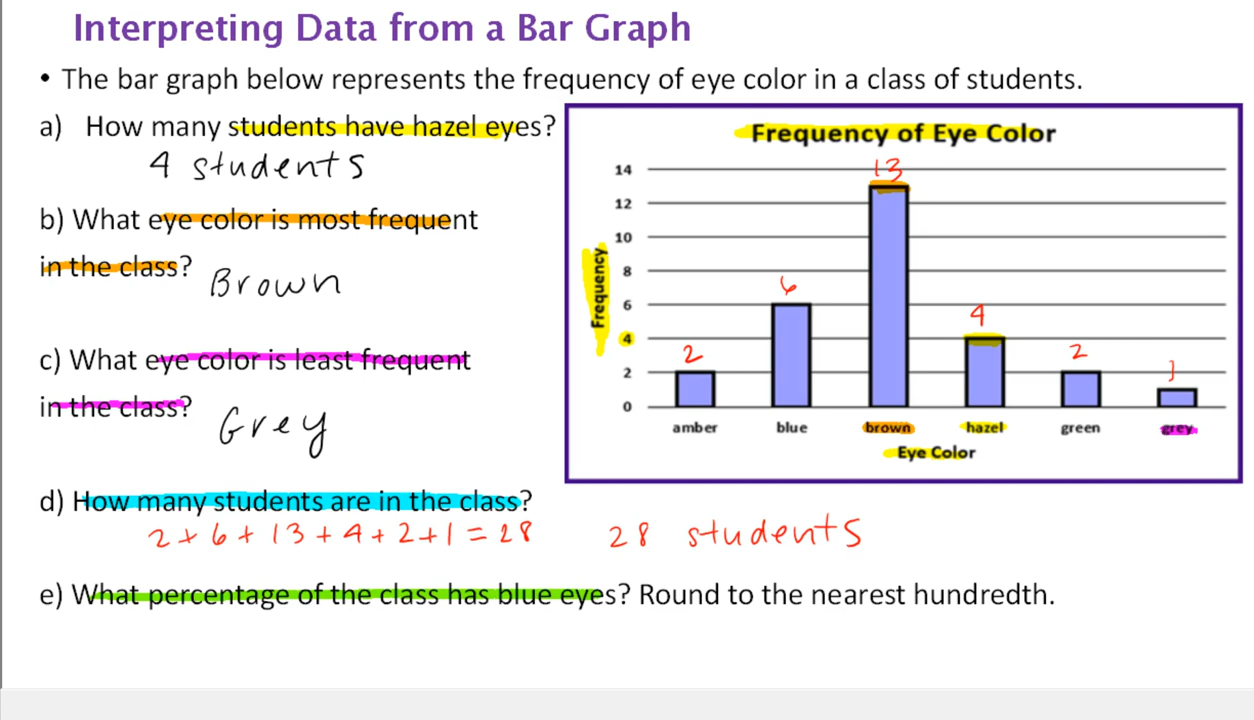 Interpreting Data from a Bar Graph
• The bar graph below represents the frequency of eye color in a class of students.
a) How many students have hazel eyes?
4 students
b) What eye color is most frequent
in the class?
Brown
c) What eye color is least frequent
in the class?
Grey
Frequency of Eye Color
Frequency
14
12
10
8
6
4
2
0
2
6
13
4
2
1
amber blue brown hazel green grey
Eye Color
d) How many students are in the class?
2 + 6 + 13 + 4 + 2 + 1 = 28 28 students
e) What percentage of the class has blue eyes? Round to the nearest hundredth.